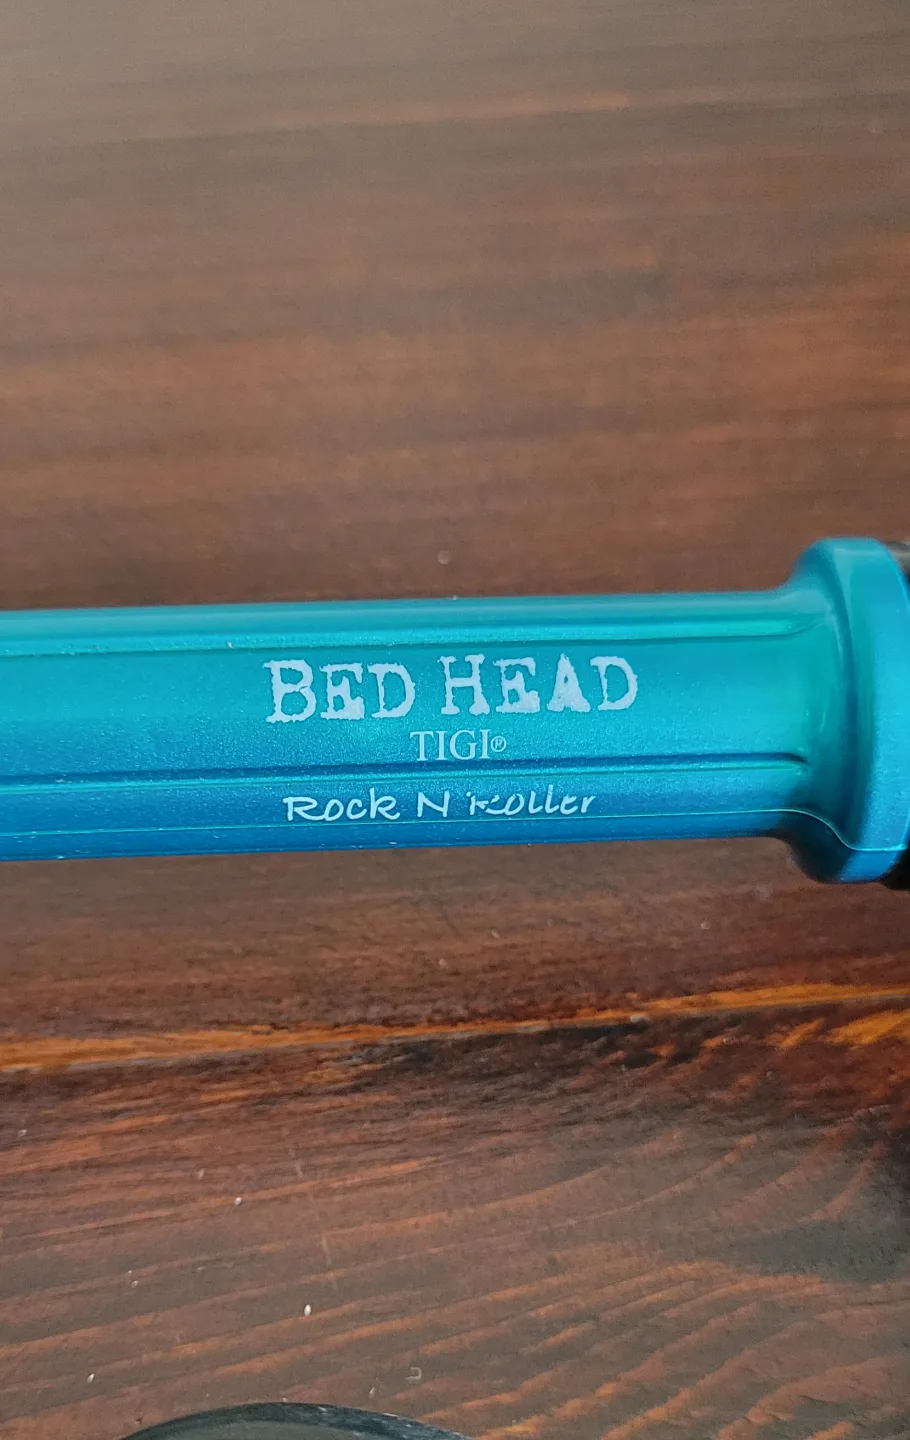 BED HEAD
TIGI®
Rock N Roller